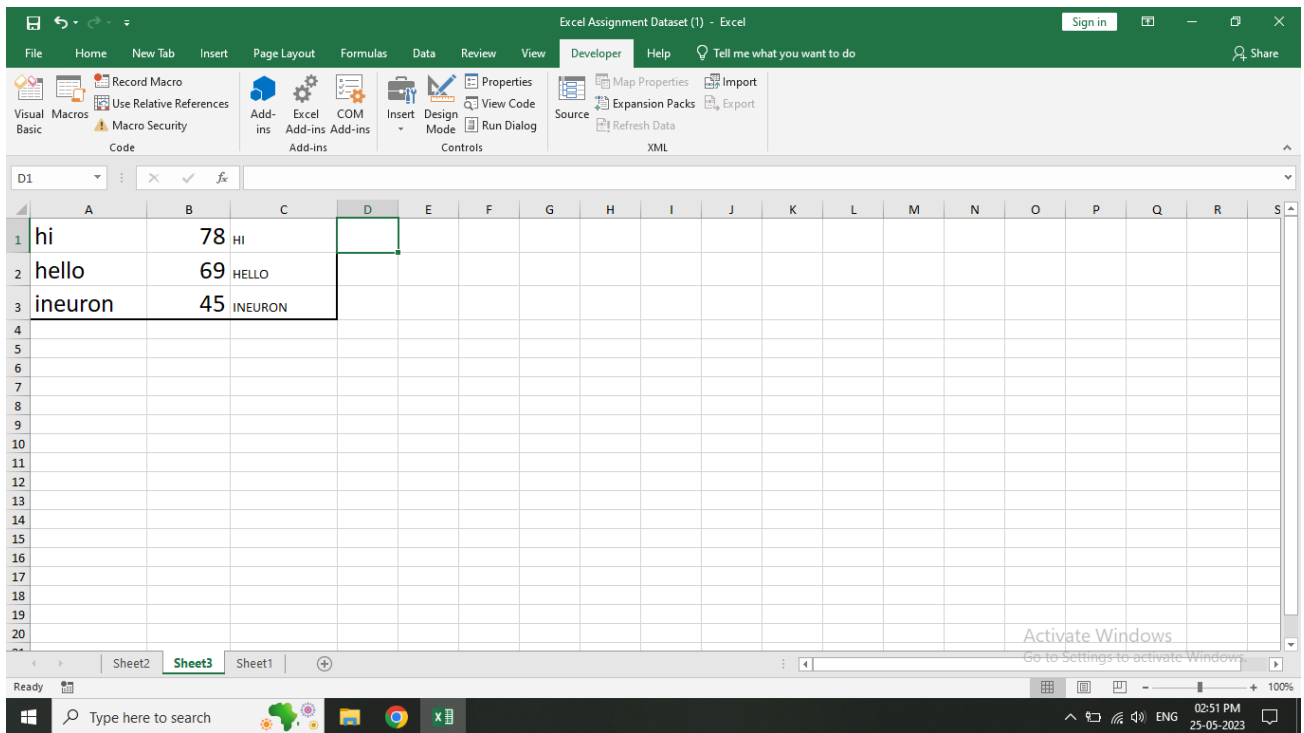 Excel Assignment Dataset (1) - Excel
Sign in
File Home New Tab Insert Page Layout Formulas Data Review View Developer Help Tell me what you want to do Share
Visual Basic
Macros
Record Macro
Use Relative References
Macro Security
Code
Add-ins
Excel Add-ins
COM Add-ins
Add-ins
Insert
Design Mode
Properties
View Code
Run Dialog
Controls
Source
Map Properties
Expansion Packs
Refresh Data
Import
Export
XML
D1 fx
A B C D E F G H I J K L M N O P Q R S
1 hi 78 HI
2 hello 69 HELLO
3 ineuron 45 INEURON
4
5
6
7
8
9
10
11
12
13
14
15
16
17
18
19
20
Activate Windows
Go to Settings to activate Windows.
Sheet2 Sheet3 Sheet1
Ready 100%
Type here to search
ENG
02:51 PM
25-05-2023